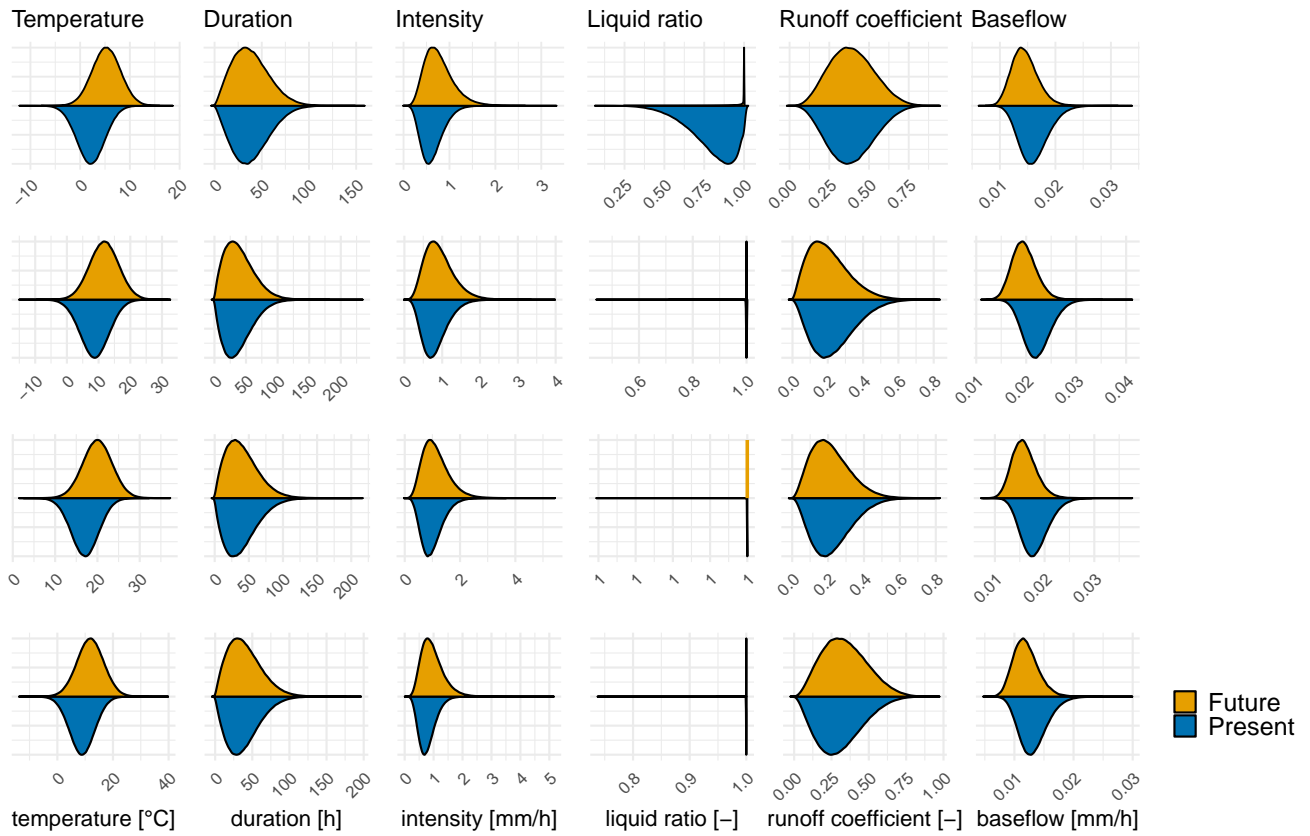 Temperature Duration Intensity Liquid ratio Runoff coefficient Baseflow
−10 0 10 20 0 50 100 150 0 1 2 3 0.25 0.50 0.75 1.00 0.00 0.25 0.50 0.75 0.01 0.02 0.03
−10 0 10 20 30 0 50 100 150 200 0 1 2 3 4 0.6 0.8 1.0 0.0 0.2 0.4 0.6 0.8 0.01 0.02 0.03 0.04
0 10 20 30 0 50 100 150 200 0 2 4 1 1 1 1 1 0.0 0.2 0.4 0.6 0.8 0.01 0.02 0.03
0 20 40 0 50 100 150 200 0 1 2 3 4 5 0.8 0.9 1.0 0.00 0.25 0.50 0.75 1.00 0.01 0.02 0.03
Future
Present
temperature [°C] duration [h] intensity [mm/h] liquid ratio [−] runoff coefficient [−] baseflow [mm/h]